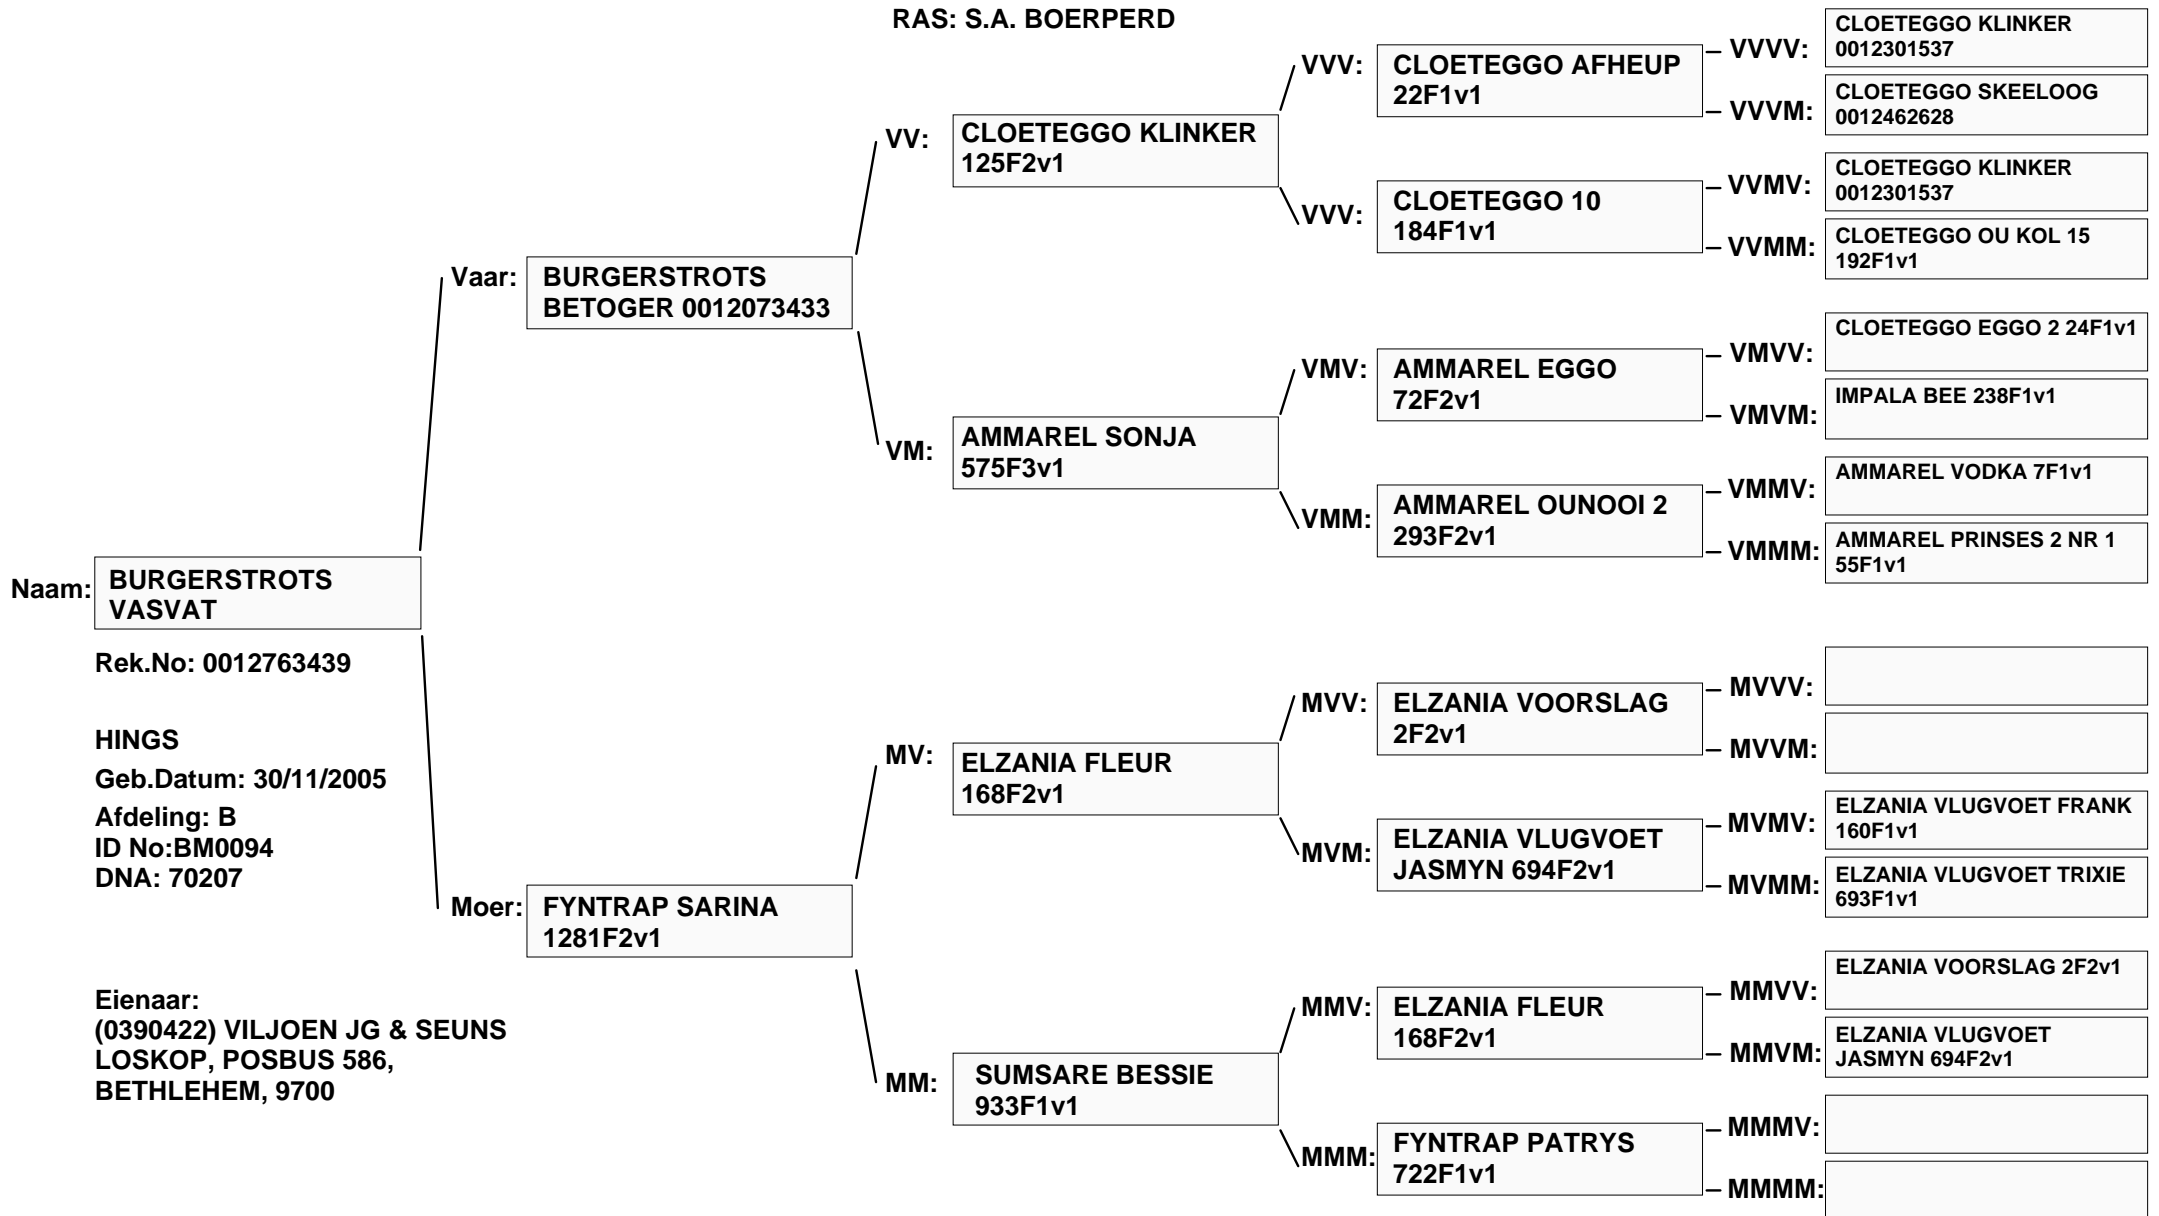 RAS: S.A. BOERPERD
Naam:
BURGERSTROTS
VASVAT
Rek.No: 0012763439
HINGS
Geb.Datum: 30/11/2005
Afdeling: B
ID No:BM0094
DNA: 70207
Eienaar:
(0390422) VILJOEN JG & SEUNS
LOSKOP, POSBUS 586,
BETHLEHEM, 9700
Vaar:
BURGERSTROTS
BETOGER 0012073433
Moer:
FYNTRAP SARINA
1281F2v1
VV:
CLOETEGGO KLINKER
125F2v1
VM:
AMMAREL SONJA
575F3v1
MV:
ELZANIA FLEUR
168F2v1
MM:
SUMSARE BESSIE
933F1v1
VVV:
CLOETEGGO AFHEUP
22F1v1
VVV:
CLOETEGGO 10
184F1v1
VMV:
AMMAREL EGGO
72F2v1
VMM:
AMMAREL OUNOOI 2
293F2v1
MVV:
ELZANIA VOORSLAG
2F2v1
MVM:
ELZANIA VLUGVOET
JASMYN 694F2v1
MMV:
ELZANIA FLEUR
168F2v1
MMM:
FYNTRAP PATRYS
722F1v1
VVVV:
CLOETEGGO KLINKER
0012301537
VVVM:
CLOETEGGO SKEELOOG
0012462628
VVMV:
CLOETEGGO KLINKER
0012301537
VVMM:
CLOETEGGO OU KOL 15
192F1v1
VMVV:
CLOETEGGO EGGO 2 24F1v1
VMVM:
IMPALA BEE 238F1v1
VMMV:
AMMAREL VODKA 7F1v1
VMMM:
AMMAREL PRINSES 2 NR 1
55F1v1
MVVV:
MVVM:
MVMV:
ELZANIA VLUGVOET FRANK
160F1v1
MVMM:
ELZANIA VLUGVOET TRIXIE
693F1v1
MMVV:
ELZANIA VOORSLAG 2F2v1
MMVM:
ELZANIA VLUGVOET
JASMYN 694F2v1
MMMV:
MMMM: